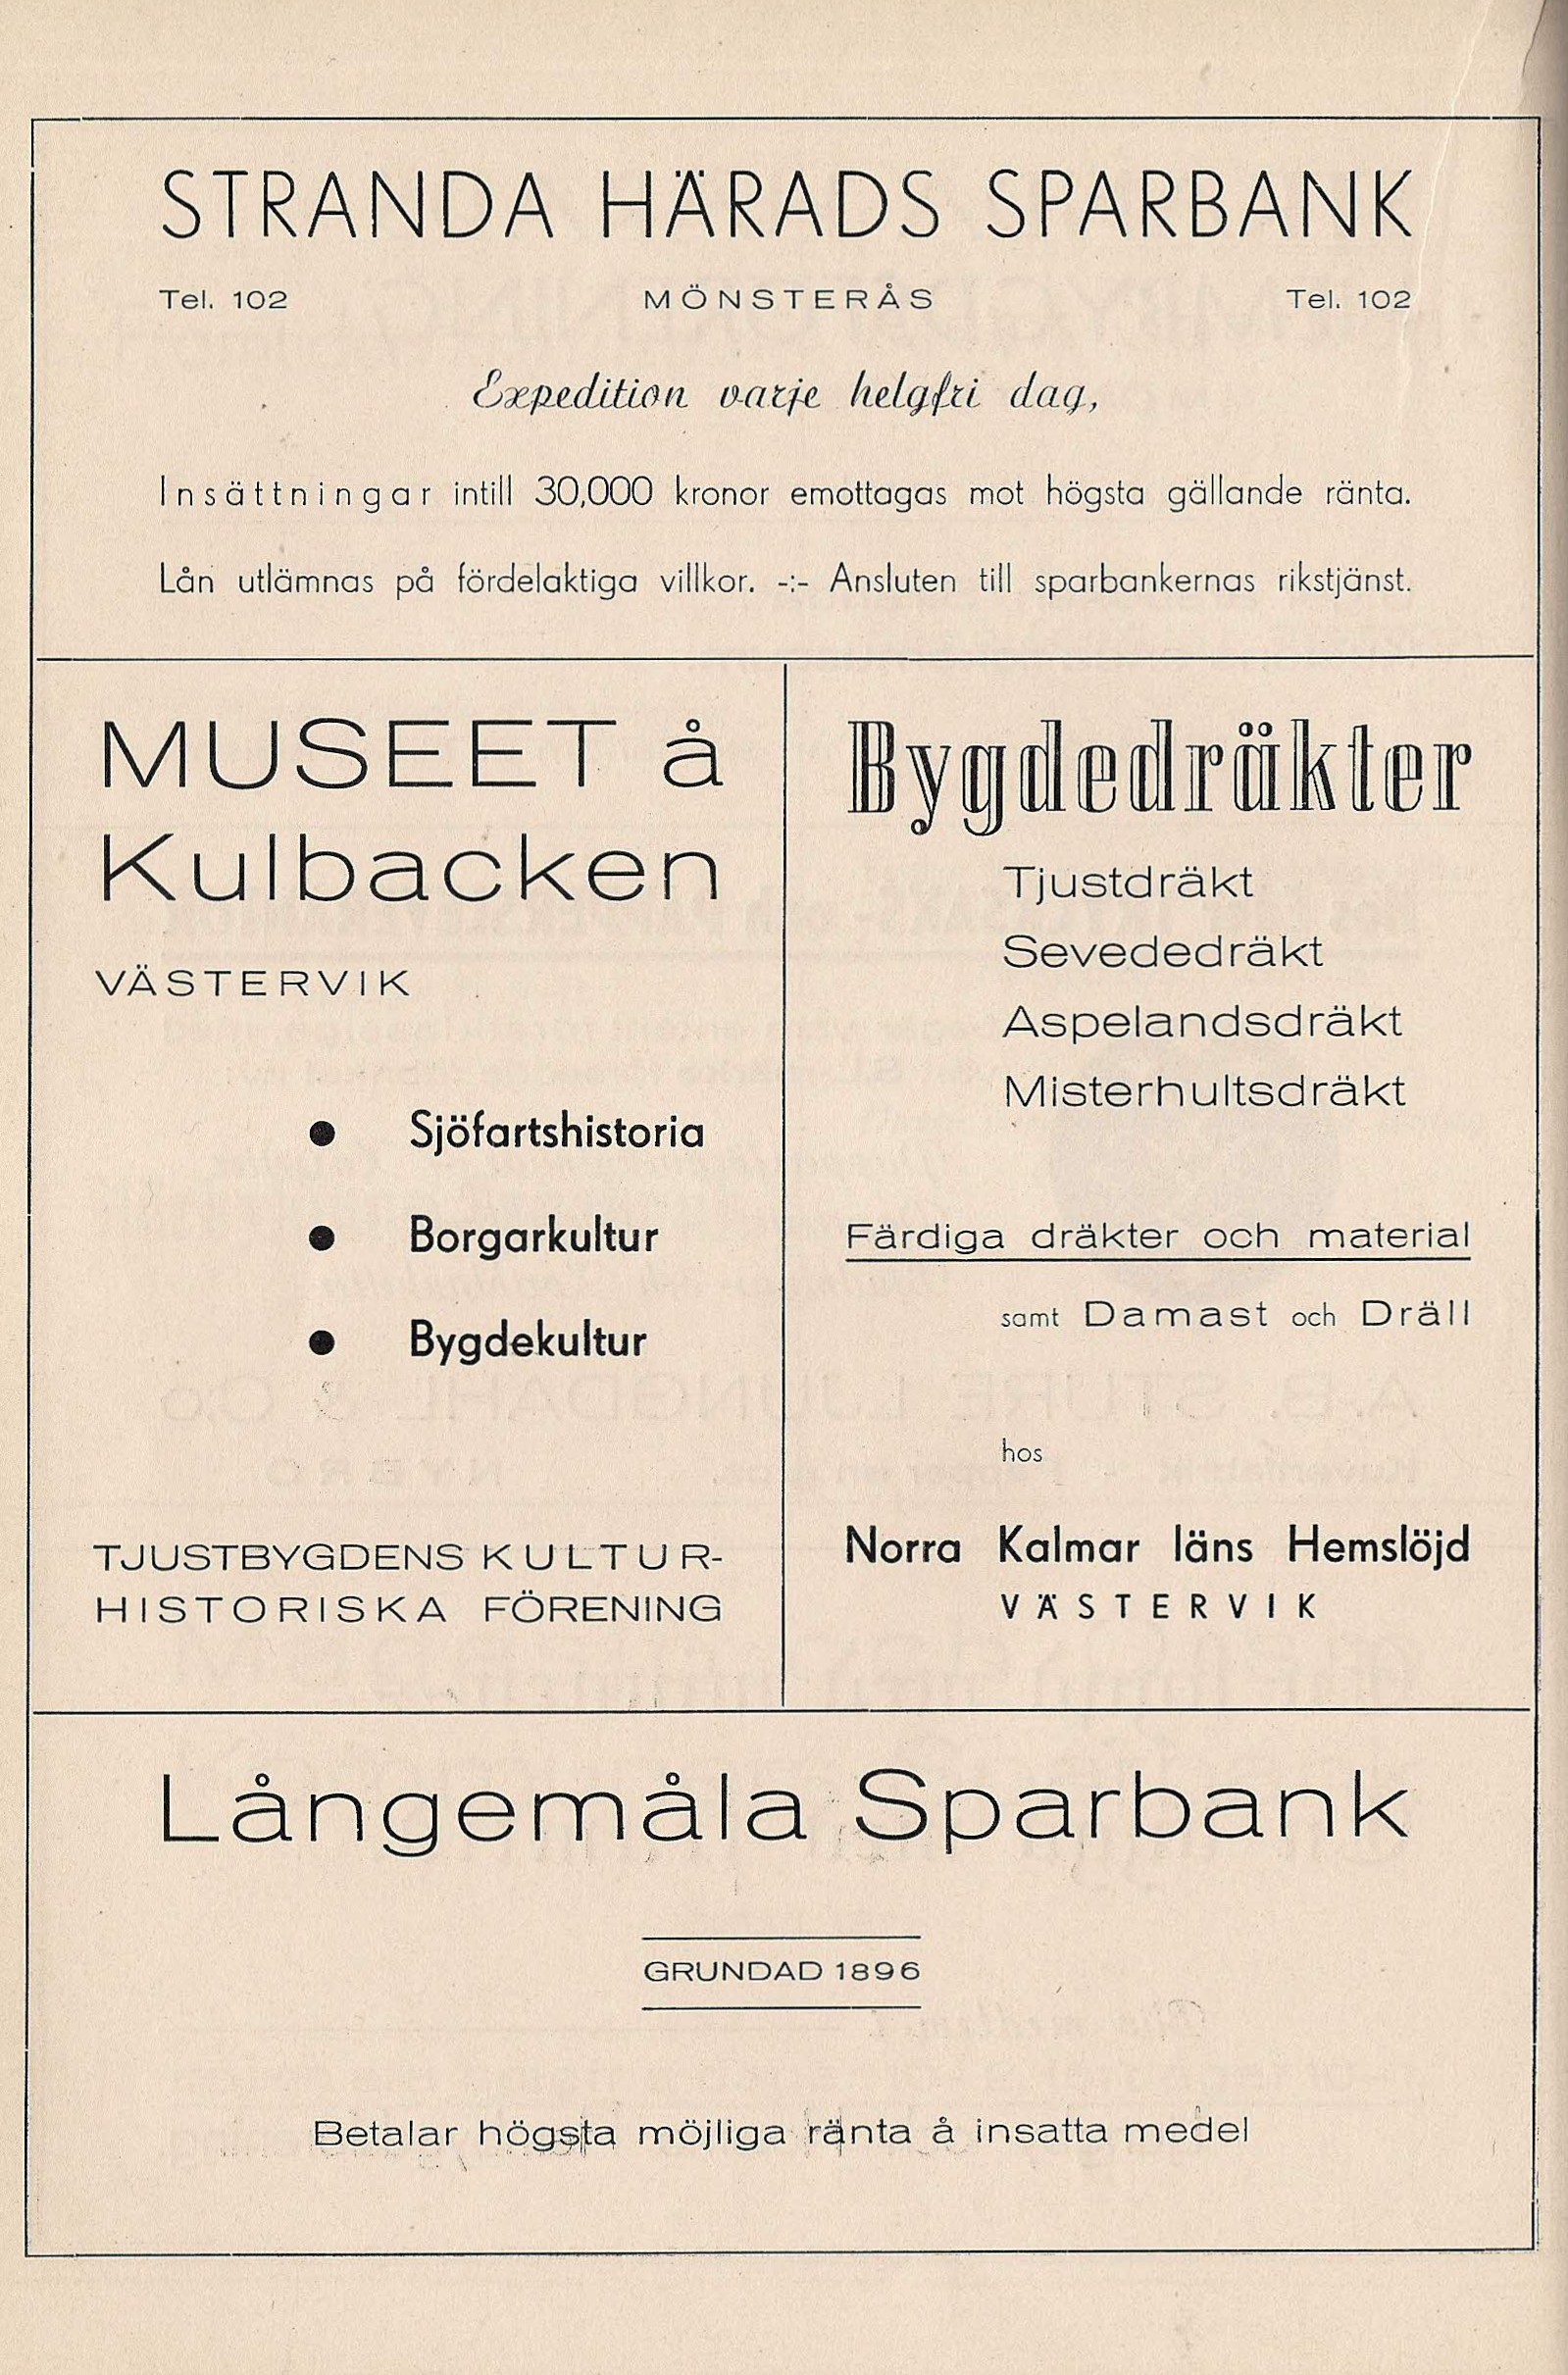 STRANDA HÄRADS SPARBANK
Tel. 102 MÖNSTERÅS Tel. 102
Expedition varje helgfri dag,
Insättningar intill 30,000 kronor emottagas mot högsta gällande ränta.
Lån utlämnas på fördelaktiga villkor. -:- Ansluten till sparbankernas rikstjänst.
MUSEET å
Kulbacken
VÄSTERVIK
● Sjöfartshistoria
● Borgarkultur
● Bygdekultur
TJUSTBYGDENS KULTUR-
HISTORISKA FÖRENING
Bygdedräkter
Tjustdräkt
Sevededräkt
Aspelandsdräkt
Misterhultsdräkt
Färdiga dräkter och material
samt Damast och Dräll
hos
Norra Kalmar läns Hemslöjd
VÄSTERVIK
Långemåla Sparbank
GRUNDAD 1896
Betalar högsta möjliga ränta å insatta medel